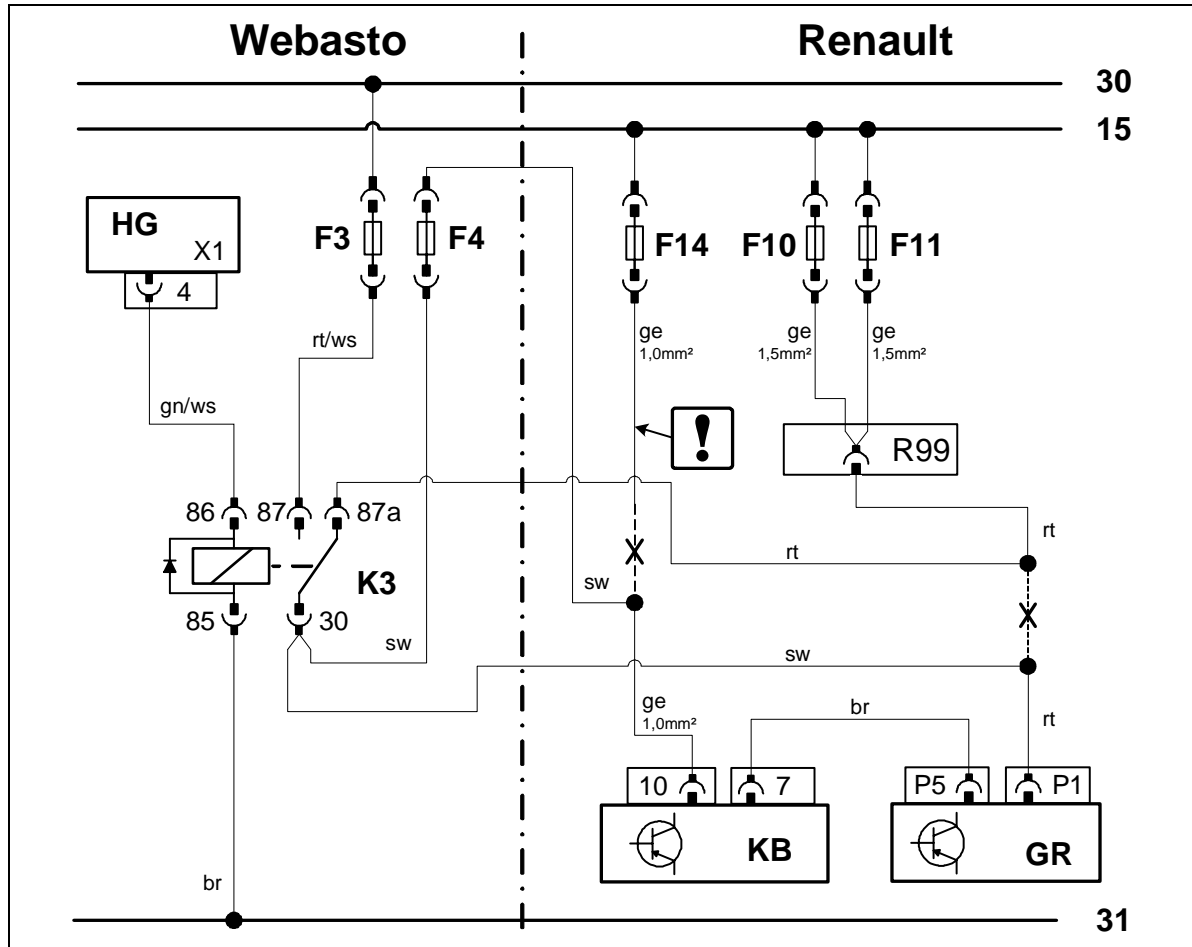 Webasto
Renault
30
15
HG
X1
4
F3
F4
F14
F10
F11
rt/ws
ge
1,0mm²
ge
1,5mm²
ge
1,5mm²
gn/ws
!
R99
86
87
87a
rt
rt
K3
sw
85
30
sw
sw
ge
1,0mm²
br
rt
10
7
P5
P1
KB
GR
br
31